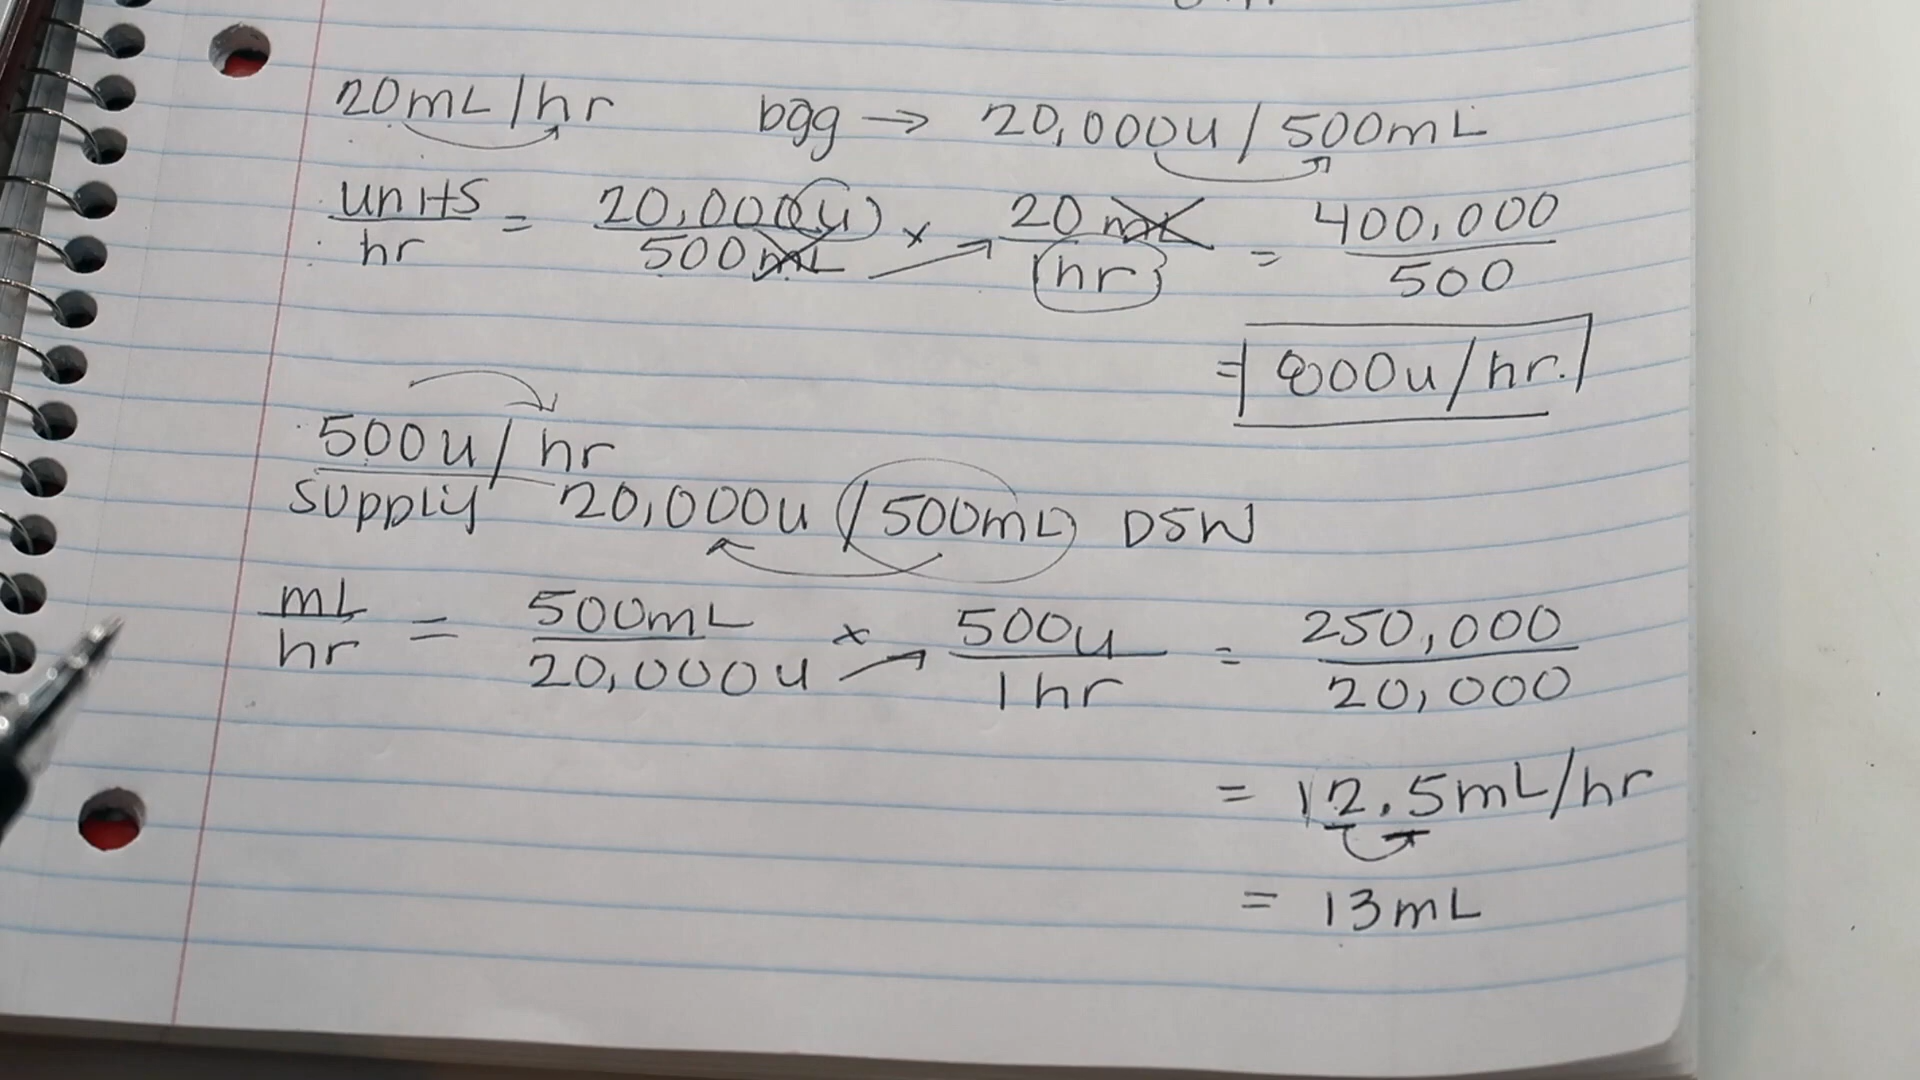 20mL/hr bag → 20,000u/500mL
units/hr = 20,000u/500mL × 20mL/hr = 400,000/500
= 800u/hr.
500u/hr
supply 20,000u/500mL D5W
mL/hr = 500mL/20,000u × 500u/1hr = 250,000/20,000
= 12.5mL/hr
= 13mL